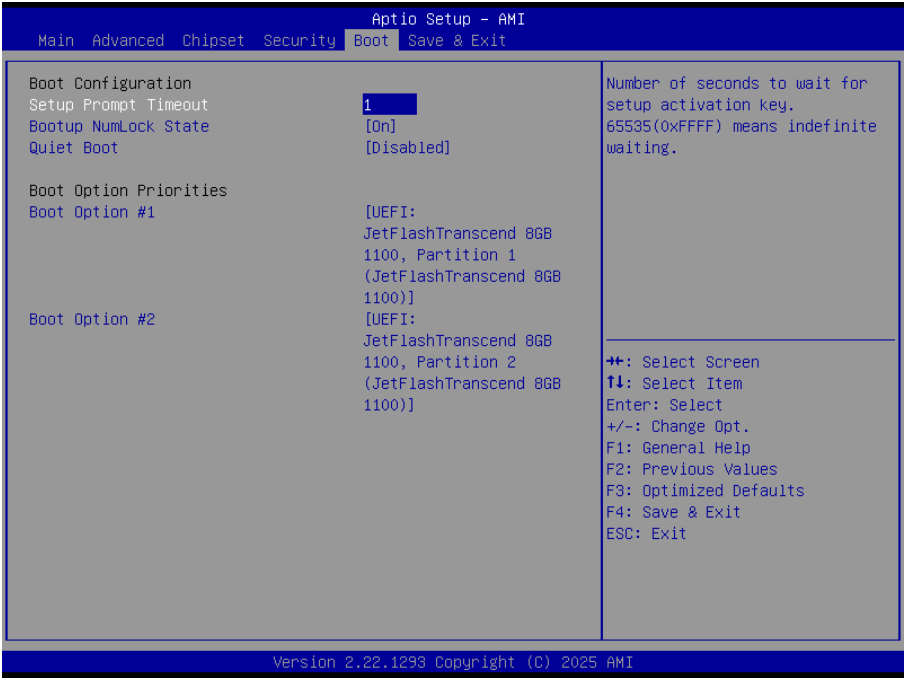 Aptio Setup – AMI
Main Advanced Chipset Security Boot Save & Exit
Boot Configuration
Setup Prompt Timeout 1
Bootup NumLock State [On]
Quiet Boot [Disabled]
Boot Option Priorities
Boot Option #1 [UEFI:
JetFlashTranscend 8GB
1100, Partition 1
(JetFlashTranscend 8GB
1100)]
Boot Option #2 [UEFI:
JetFlashTranscend 8GB
1100, Partition 2
(JetFlashTranscend 8GB
1100)]
Number of seconds to wait for
setup activation key.
65535(0xFFFF) means indefinite
waiting.
→←: Select Screen
↑↓: Select Item
Enter: Select
+/-: Change Opt.
F1: General Help
F2: Previous Values
F3: Optimized Defaults
F4: Save & Exit
ESC: Exit
Version 2.22.1293 Copyright (C) 2025 AMI